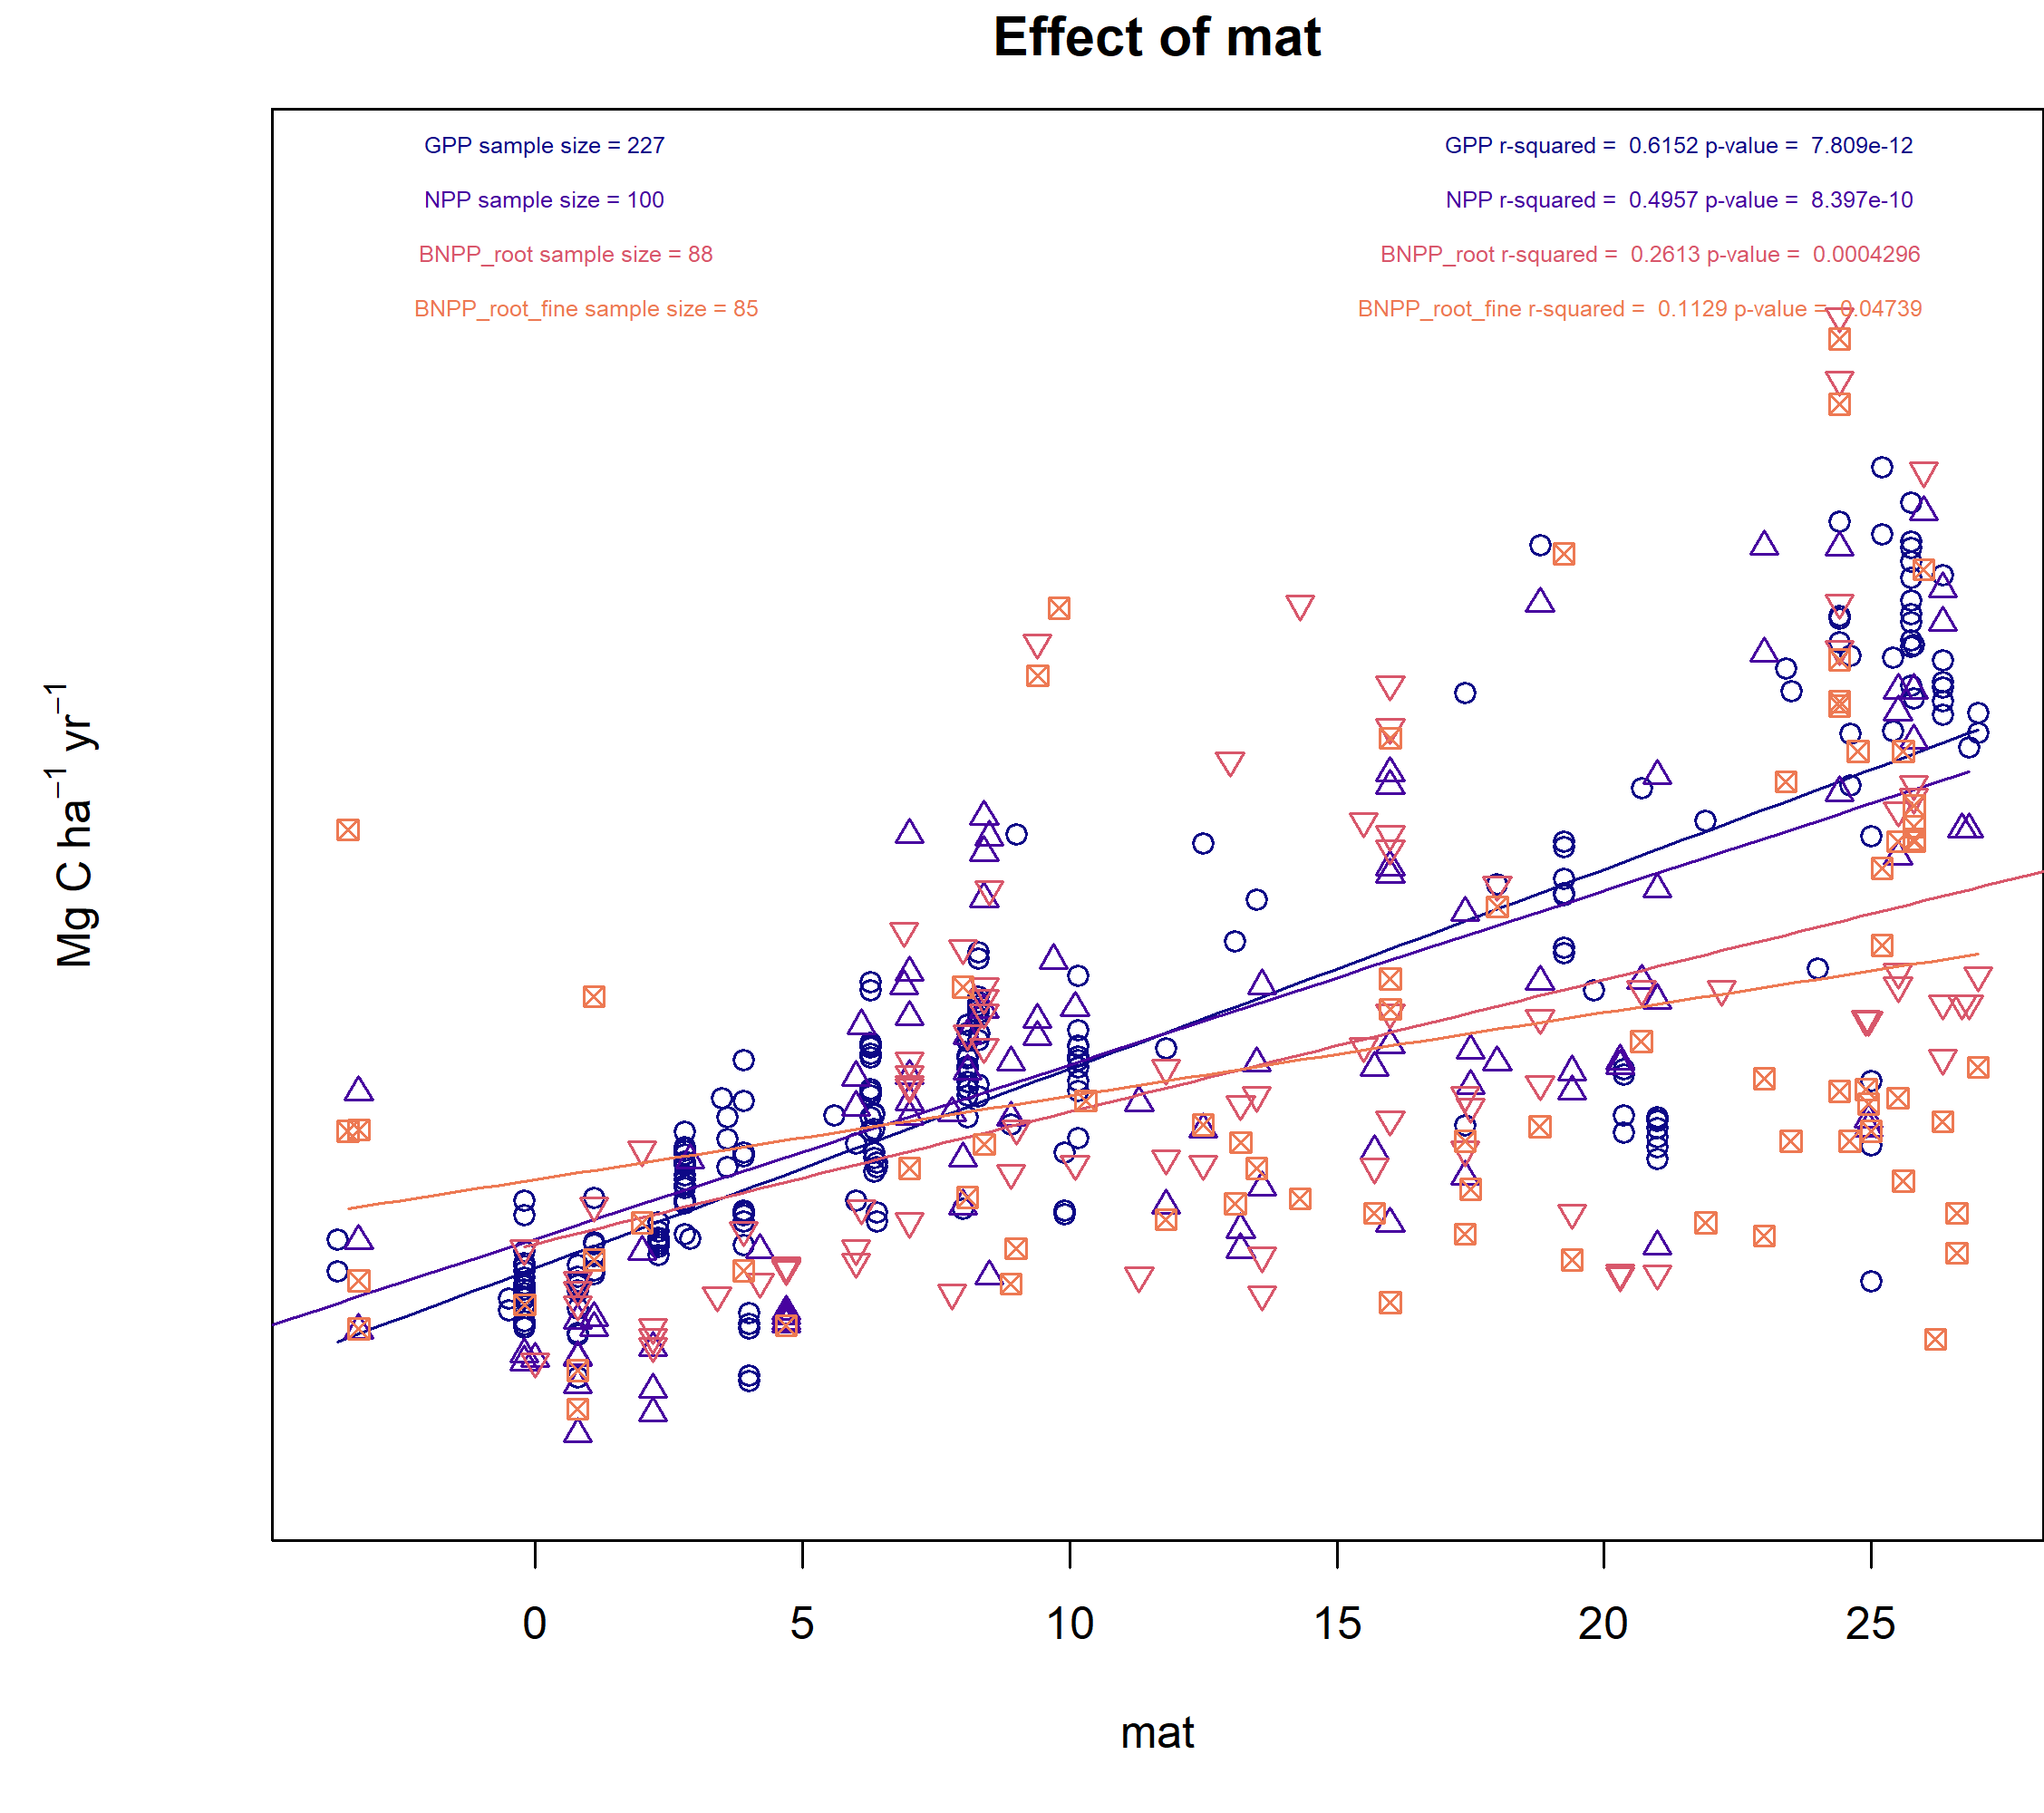 Effect of mat
GPP sample size = 227
GPP r-squared = 0.6152 p-value = 7.809e-12
NPP sample size = 100
NPP r-squared = 0.4957 p-value = 8.397e-10
BNPP_root sample size = 88
BNPP_root r-squared = 0.2613 p-value = 0.0004296
BNPP_root_fine sample size = 85
BNPP_root_fine r-squared = 0.1129 p-value = 0.04739
Mg C ha⁻¹ yr⁻¹
0 5 10 15 20 25
mat